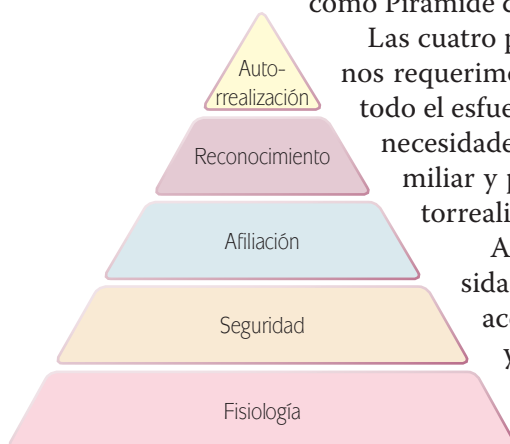 como Pirámide
Las cuatro
nos requerim
todo el esfue
necesidade
miliar y
torreali
A
sida
ac
y
Auto-
rrealización
Reconocimiento
Afiliación
Seguridad
Fisiología